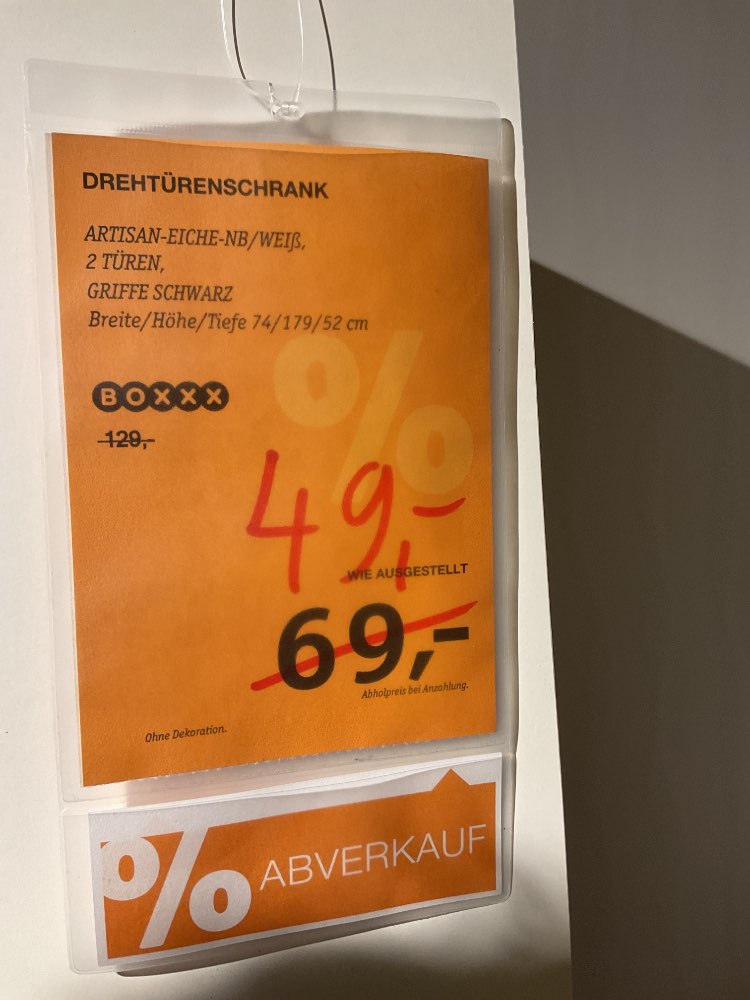 DREHTÜRENSCHRANK
ARTISAN-EICHE-NB/WEIß,
2 TÜREN,
GRIFFE SCHWARZ
Breite/Höhe/Tiefe 74/179/52 cm
BOXXX
129,-
%
49,-
WIE AUSGESTELLT
69,-
Abholpreis bei Anzahlung.
Ohne Dekoration.
% ABVERKAUF